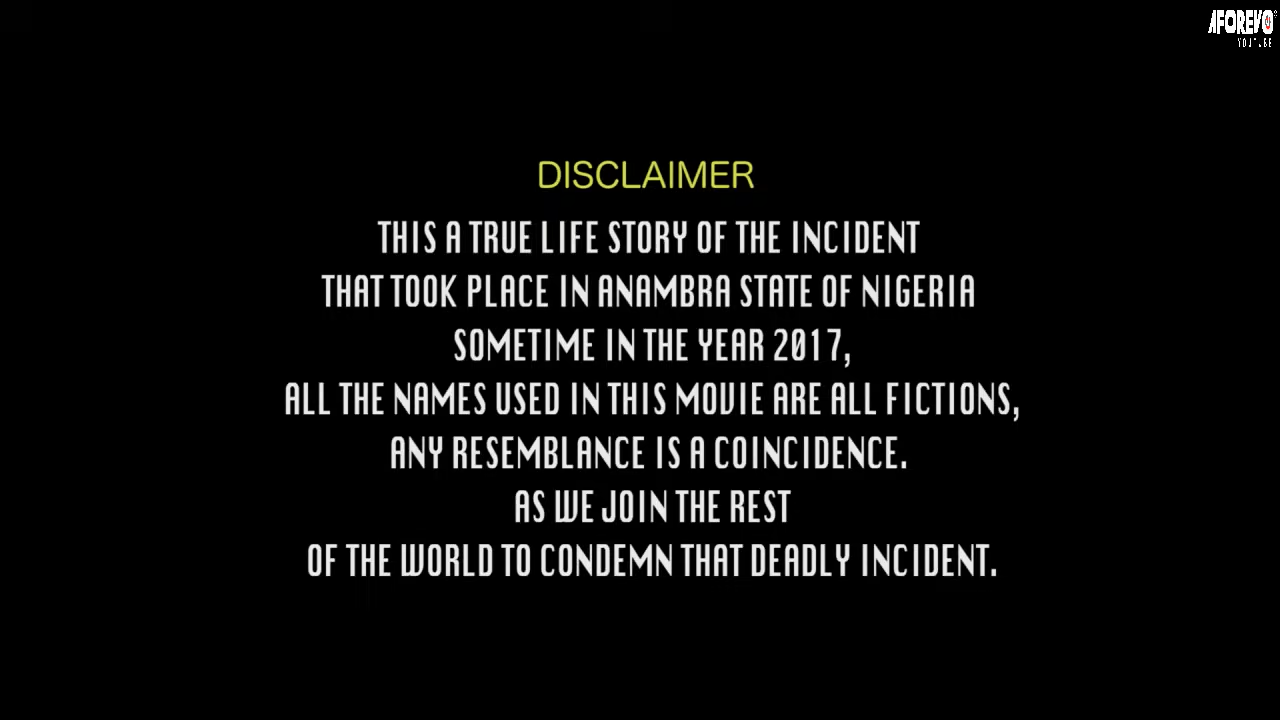 AFOREVO
YOUTUBE
DISCLAIMER
THIS A TRUE LIFE STORY OF THE INCIDENT
THAT TOOK PLACE IN ANAMBRA STATE OF NIGERIA
SOMETIME IN THE YEAR 2017,
ALL THE NAMES USED IN THIS MOVIE ARE ALL FICTIONS,
ANY RESEMBLANCE IS A COINCIDENCE.
AS WE JOIN THE REST
OF THE WORLD TO CONDEMN THAT DEADLY INCIDENT.